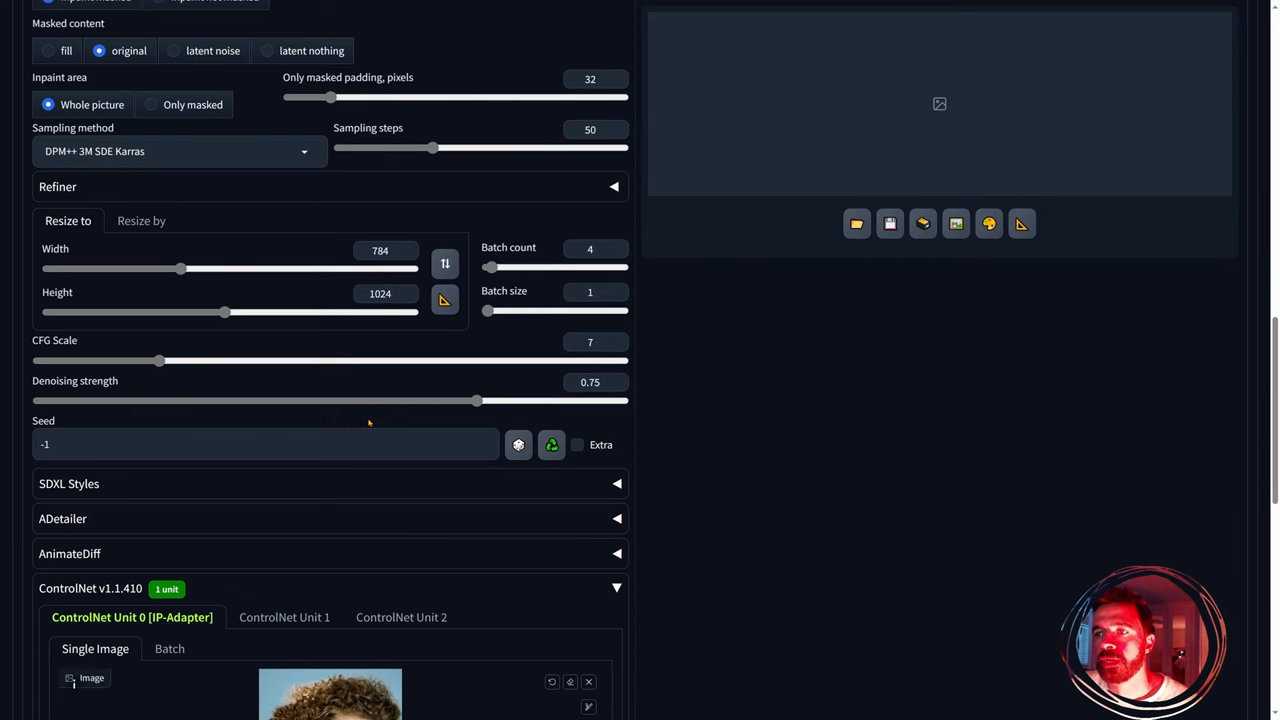 Masked content
fill
original
latent noise
latent nothing
Inpaint area
Only masked padding, pixels
32
Whole picture
Only masked
Sampling method
Sampling steps
50
DPM++ 3M SDE Karras
Refiner
Resize to
Resize by
Width
784
Batch count
4
Height
1024
Batch size
1
CFG Scale
7
Denoising strength
0.75
Seed
-1
Extra
SDXL Styles
ADetailer
AnimateDiff
ControlNet v1.1.410
1 unit
ControlNet Unit 0 [IP-Adapter]
ControlNet Unit 1
ControlNet Unit 2
Single Image
Batch
Image